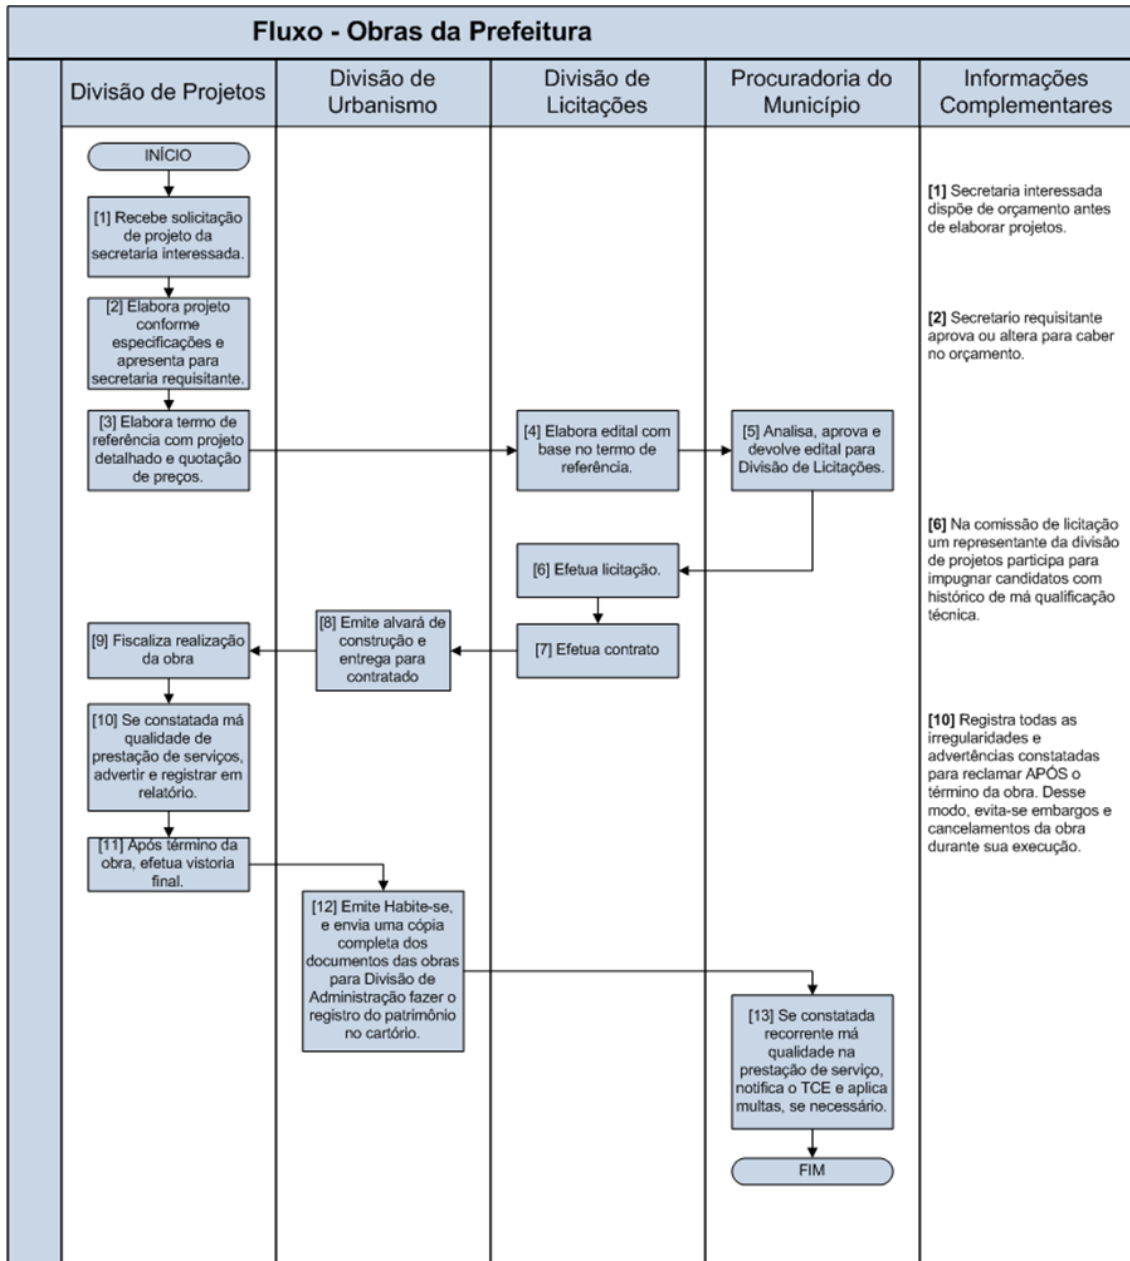 Fluxo - Obras da Prefeitura
Divisão de Projetos
Divisão de
Urbanismo
Divisão de
Licitações
Procuradoria do
Município
Informações
Complementares
INÍCIO
[1] Recebe solicitação
de projeto da
secretaria interessada.
[1] Secretaria interessada
dispõe de orçamento antes
de elaborar projetos.
[2] Elabora projeto
conforme
especificações e
apresenta para
secretaria requisitante.
[2] Secretario requisitante
aprova ou altera para caber
no orçamento.
[3] Elabora termo de
referência com projeto
detalhado e quotação
de preços.
[4] Elabora edital com
base no termo de
referência.
[5] Analisa, aprova e
devolve edital para
Divisão de Licitações.
[6] Efetua licitação.
[6] Na comissão de licitação
um representante da divisão
de projetos participa para
impugnar candidatos com
histórico de má qualificação
técnica.
[7] Efetua contrato
[8] Emite alvará de
construção e
entrega para
contratado
[9] Fiscaliza realização
da obra
[10] Se constatada má
qualidade de
prestação de serviços,
advertir e registrar em
relatório.
[10] Registra todas as
irregularidades e
advertências constatadas
para reclamar APÓS o
término da obra. Desse
modo, evita-se embargos e
cancelamentos da obra
durante sua execução.
[11] Após término da
obra, efetua vistoria
final.
[12] Emite Habite-se,
e envia uma cópia
completa dos
documentos das obras
para Divisão de
Administração fazer o
registro do patrimônio
no cartório.
[13] Se constatada
recorrente má
qualidade na
prestação de serviço,
notifica o TCE e aplica
multas, se necessário.
FIM